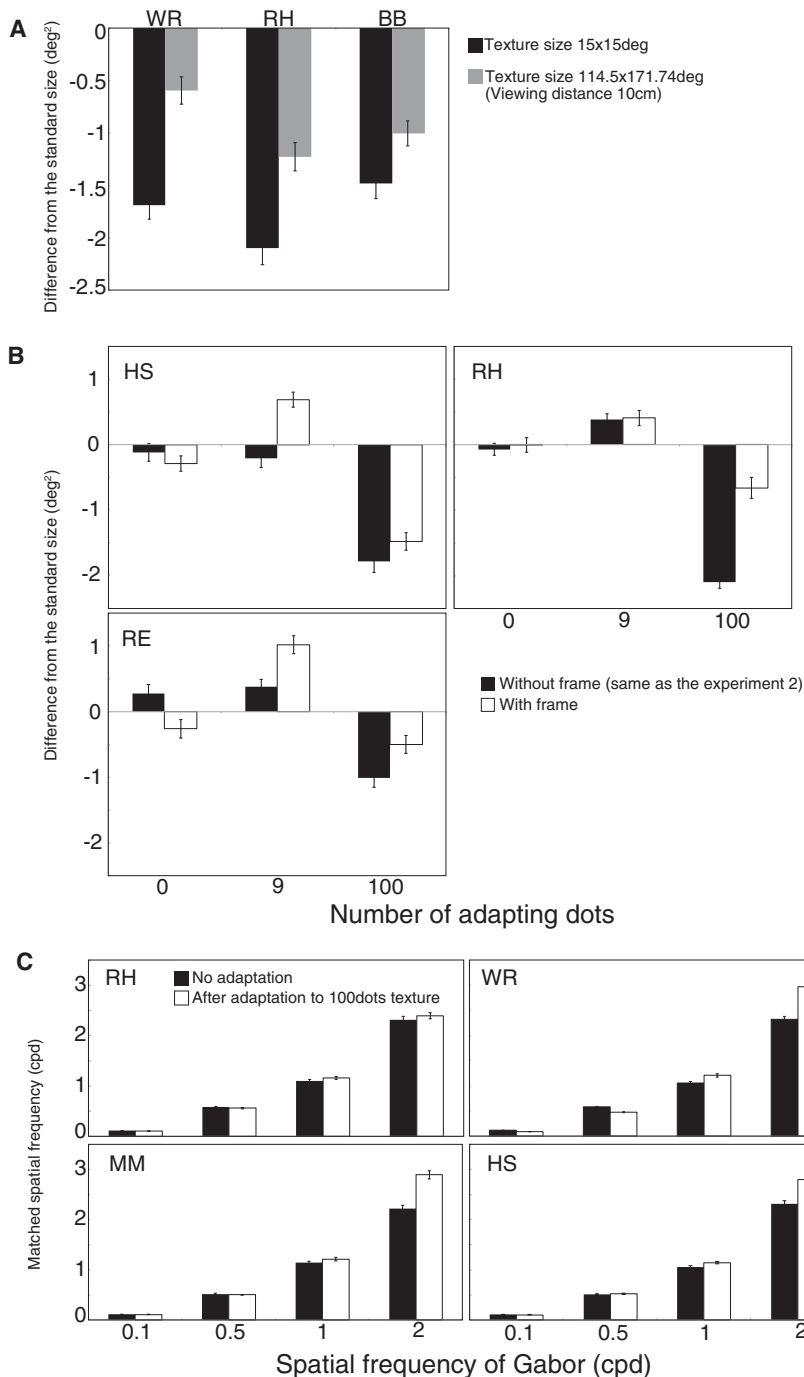 A
WR RH BB
0
-0.5
-1
-1.5
-2
-2.5
Difference from the standard size (deg²)
Texture size 15x15deg
Texture size 114.5x171.74deg
(Viewing distance 10cm)
B
HS
1
0
-1
-2
RH
0 9 100
RE
1
0
-1
-2
0 9 100
Difference from the standard size (deg²)
Without frame (same as the experiment 2)
With frame
Number of adapting dots
C
RH
No adaptation
After adaptation to 100dots texture
3
2
1
0
WR
MM
3
2
1
0
HS
Matched spatial frequency (cpd)
0.1 0.5 1 2
0.1 0.5 1 2
Spatial frequency of Gabor (cpd)